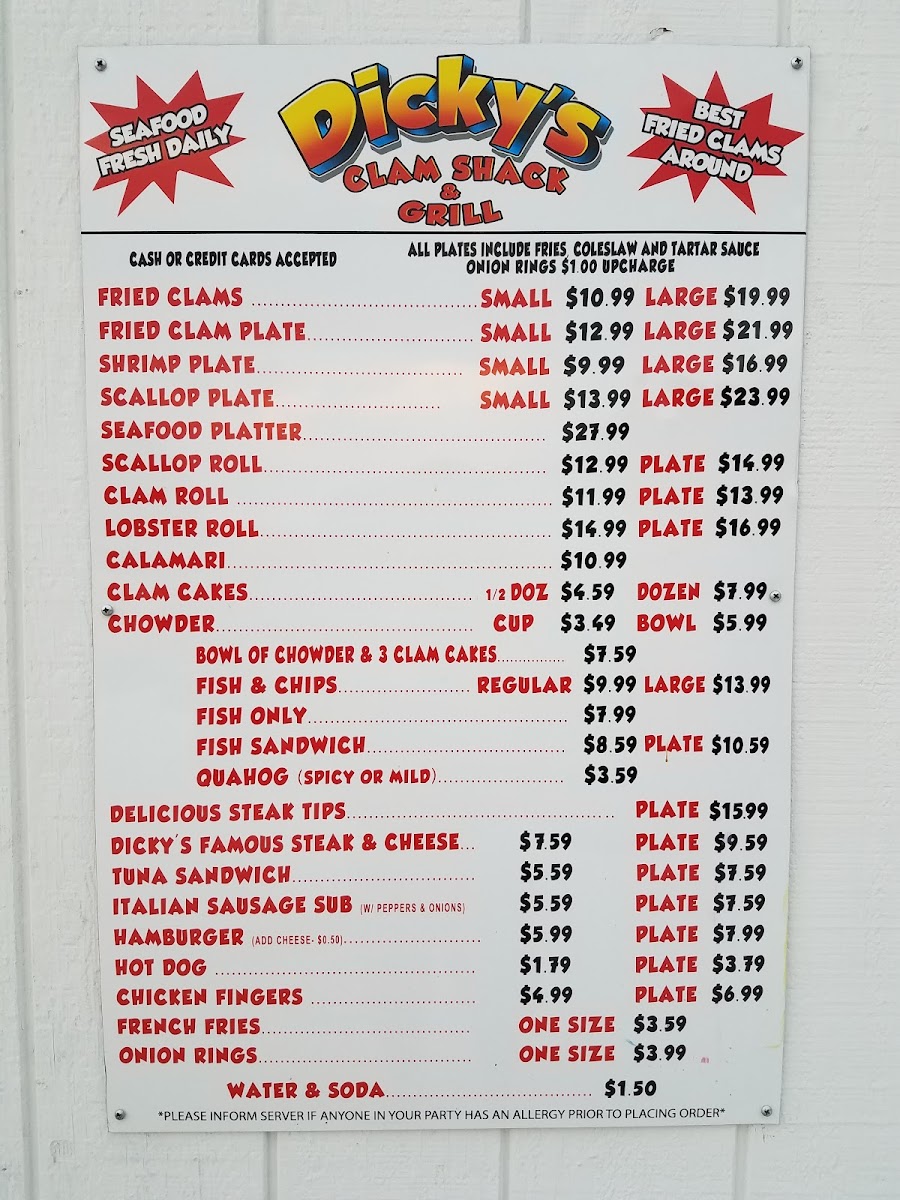 SEAFOOD
FRESH DAILY
Dicky's
CLAM SHACK
&
GRILL
BEST
FRIED CLAMS
AROUND
CASH OR CREDIT CARDS ACCEPTED
ALL PLATES INCLUDE FRIES, COLESLAW AND TARTAR SAUCE
ONION RINGS $1.00 UPCHARGE
FRIED CLAMS SMALL $10.99 LARGE $19.99
FRIED CLAM PLATE SMALL $12.99 LARGE $21.99
SHRIMP PLATE SMALL $9.99 LARGE $16.99
SCALLOP PLATE SMALL $13.99 LARGE $23.99
SEAFOOD PLATTER $27.99
SCALLOP ROLL $12.99 PLATE $14.99
CLAM ROLL $11.99 PLATE $13.99
LOBSTER ROLL $14.99 PLATE $16.99
CALAMARI $10.99
CLAM CAKES 1/2 DOZ $4.59 DOZEN $7.99
CHOWDER CUP $3.49 BOWL $5.99
BOWL OF CHOWDER & 3 CLAM CAKES $7.59
FISH & CHIPS REGULAR $9.99 LARGE $13.99
FISH ONLY $7.99
FISH SANDWICH $8.59 PLATE $10.59
QUAHOG (SPICY OR MILD) $3.59
DELICIOUS STEAK TIPS PLATE $15.99
DICKY'S FAMOUS STEAK & CHEESE $7.59 PLATE $9.59
TUNA SANDWICH $5.59 PLATE $7.59
ITALIAN SAUSAGE SUB (W/ PEPPERS & ONIONS) $5.59 PLATE $7.59
HAMBURGER (ADD CHEESE- $0.50) $5.99 PLATE $7.99
HOT DOG $1.79 PLATE $3.79
CHICKEN FINGERS $4.99 PLATE $6.99
FRENCH FRIES ONE SIZE $3.59
ONION RINGS ONE SIZE $3.99
WATER & SODA $1.50
*PLEASE INFORM SERVER IF ANYONE IN YOUR PARTY HAS AN ALLERGY PRIOR TO PLACING ORDER*